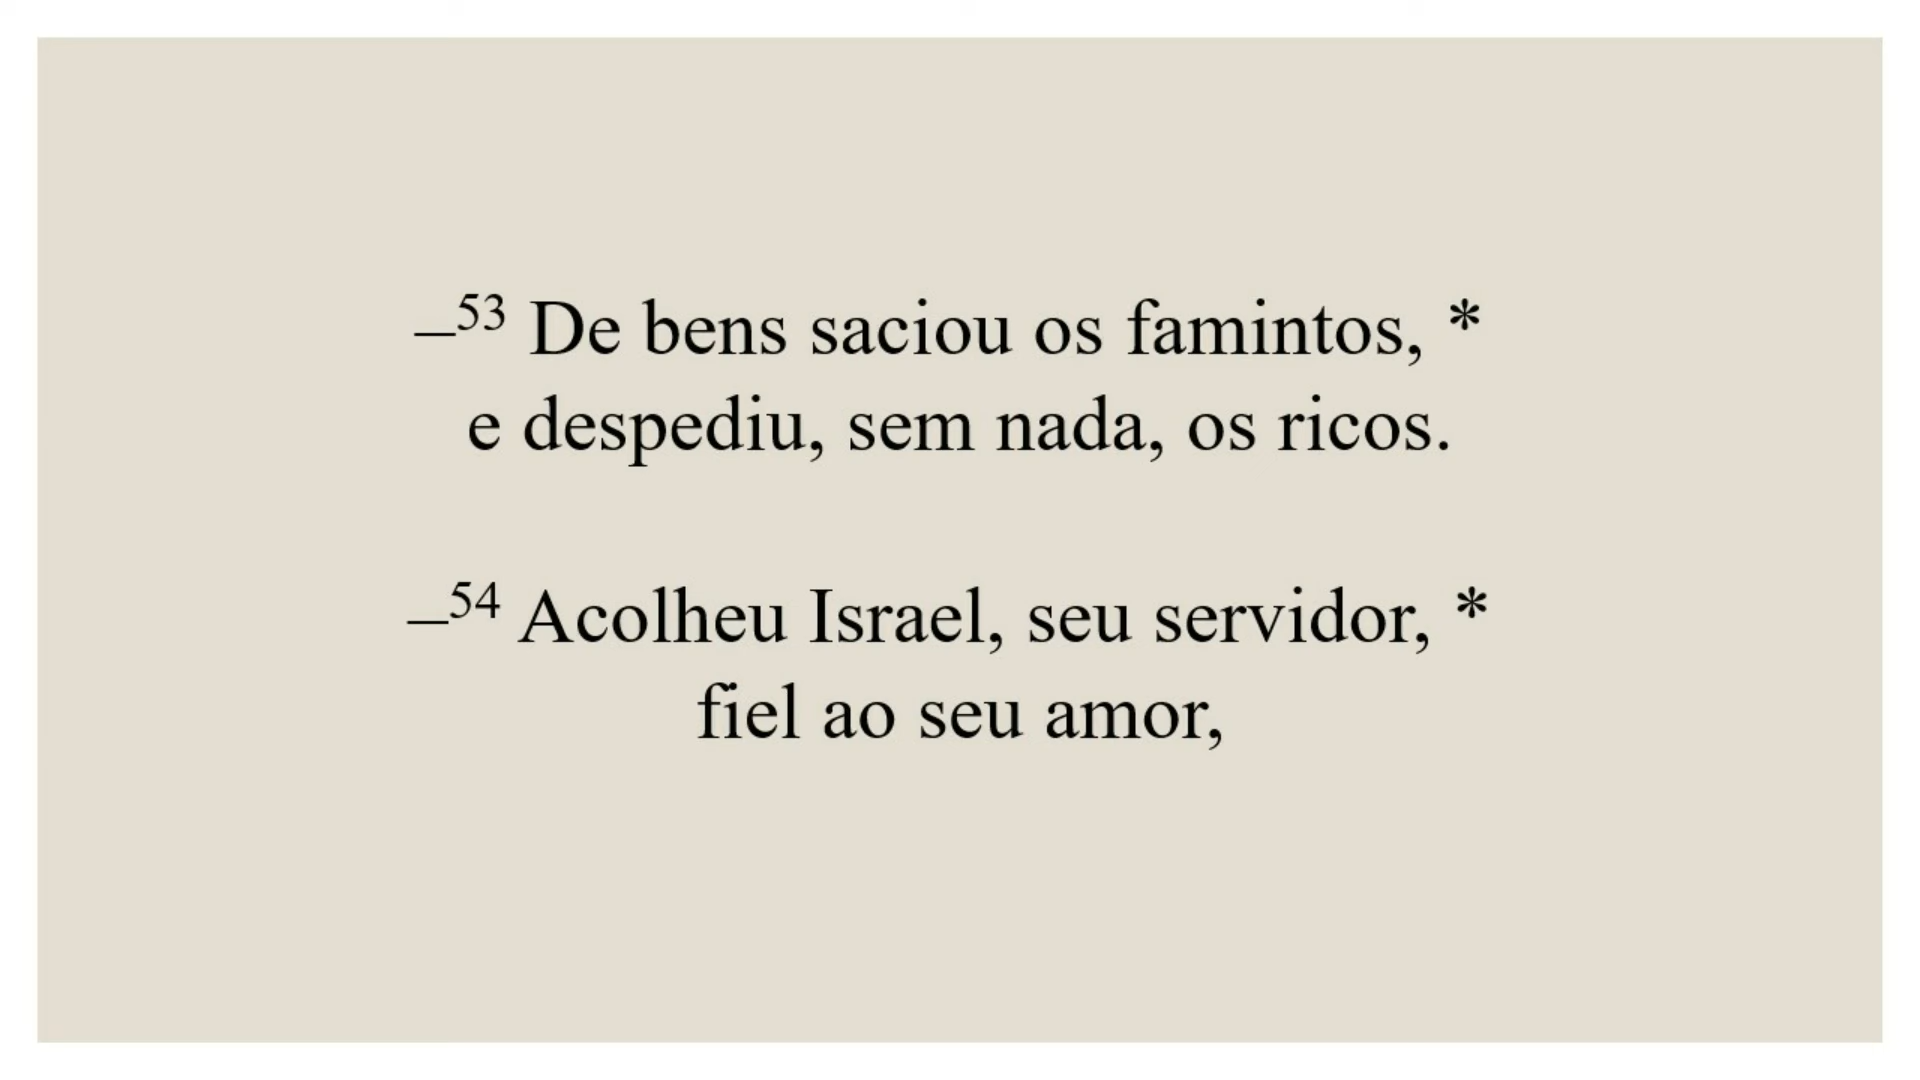 –53 De bens saciou os famintos, *
e despediu, sem nada, os ricos.
–54 Acolheu Israel, seu servidor, *
fiel ao seu amor,